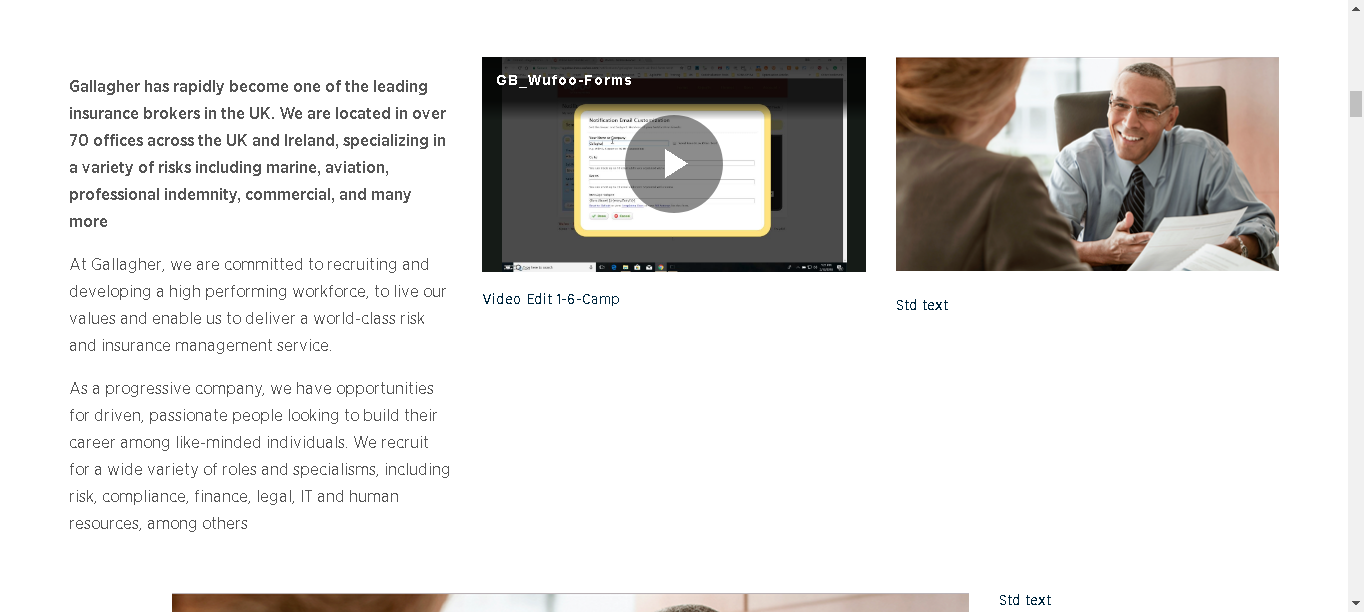 Gallagher has rapidly become one of the leading
insurance brokers in the UK. We are located in over
70 offices across the UK and Ireland, specializing in
a variety of risks including marine, aviation,
professional indemnity, commercial, and many
more
At Gallagher, we are committed to recruiting and
developing a high performing workforce, to live our
values and enable us to deliver a world-class risk
and insurance management service.
As a progressive company, we have opportunities
for driven, passionate people looking to build their
career among like-minded individuals. We recruit
for a wide variety of roles and specialisms, including
risk, compliance, finance, legal, IT and human
resources, among others
GB_Wufoo-Forms
Notification Email Customization
Video Edit 1-6-Camp
Std text
Std text